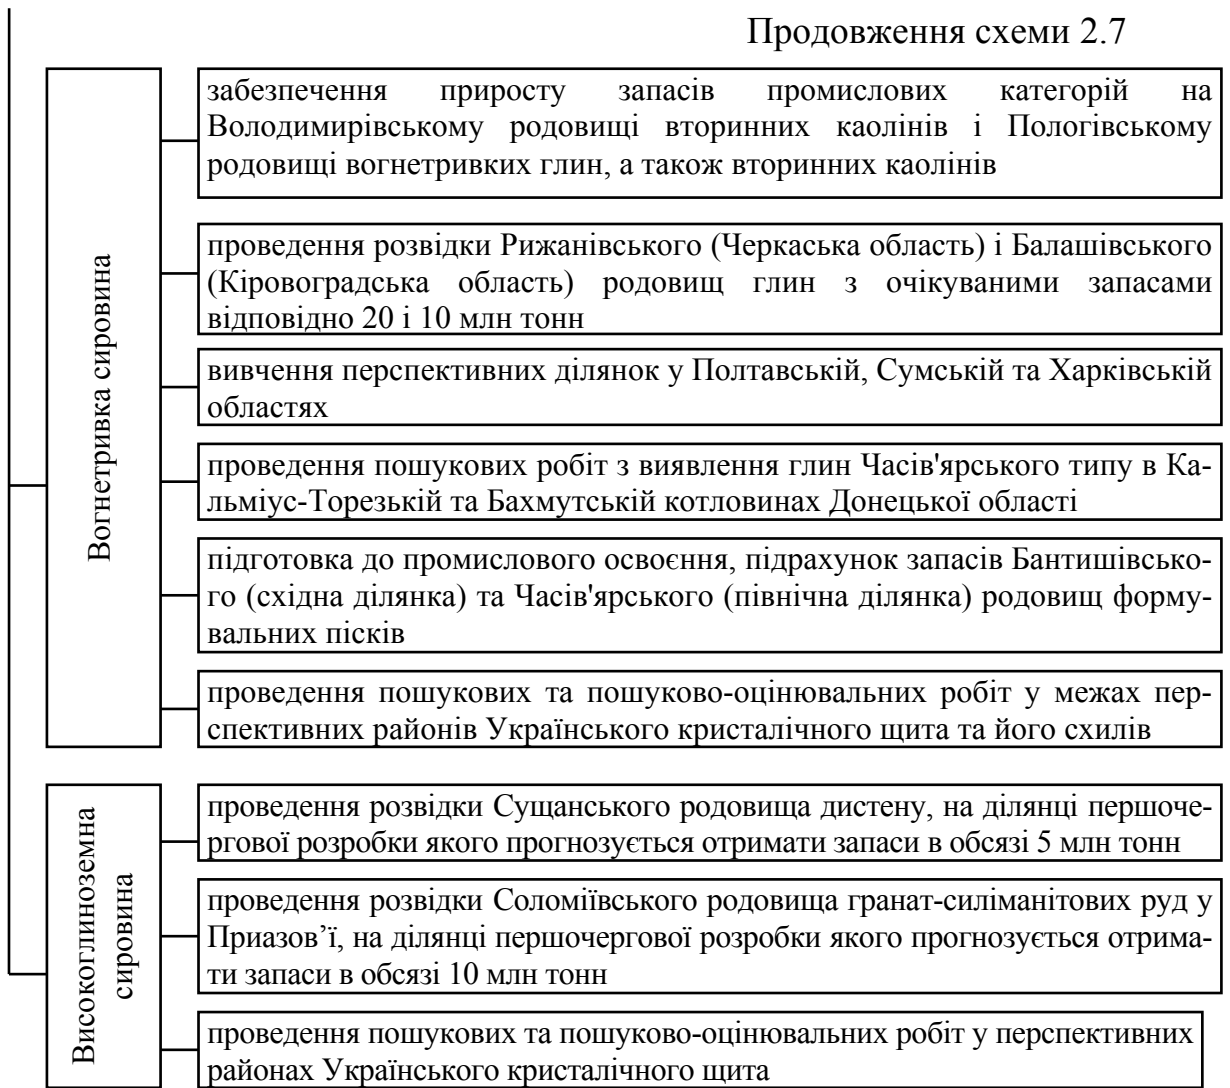 Продовження схеми 2.7
Вогнетривка сировина
забезпечення приросту запасів промислових категорій на
Володимирівському родовищі вторинних каолінів і Пологівському
родовищі вогнетривких глин, а також вторинних каолінів
проведення розвідки Рижанівського (Черкаська область) і Балашівського
(Кіровоградська область) родовищ глин з очікуваними запасами
відповідно 20 і 10 млн тонн
вивчення перспективних ділянок у Полтавській, Сумській та Харківській
областях
проведення пошукових робіт з виявлення глин Часів'ярського типу в Ка-
льміус-Торезькій та Бахмутській котловинах Донецької області
підготовка до промислового освоєння, підрахунок запасів Бантишівсько-
го (східна ділянка) та Часів'ярського (північна ділянка) родовищ форму-
вальних пісків
проведення пошукових та пошуково-оцінювальних робіт у межах пер-
спективних районів Українського кристалічного щита та його схилів
Високоглиноземна
сировина
проведення розвідки Сущанського родовища дистену, на ділянці першоче-
ргової розробки якого прогнозується отримати запаси в обсязі 5 млн тонн
проведення розвідки Соломіївського родовища гранат-силіманітових руд у
Приазов’ї, на ділянці першочергової розробки якого прогнозується отрима-
ти запаси в обсязі 10 млн тонн
проведення пошукових та пошуково-оцінювальних робіт у перспективних
районах Українського кристалічного щита